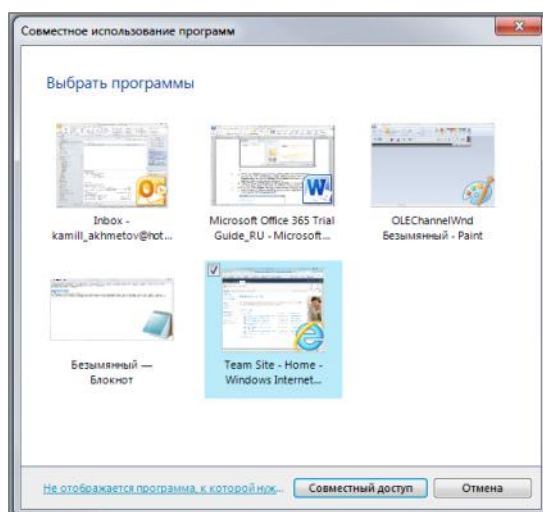 Совместное использование программ
Выбрать программы
Inbox -
kamill_akhmetov@hot...
Microsoft Office 365 Trial
Guide_RU - Microsoft...
OLEChannelWnd
Безымянный - Paint
Безымянный —
Блокнот
Team Site - Home -
Windows Internet...
Не отображается программа, к которой нуж...
Совместный доступ
Отмена